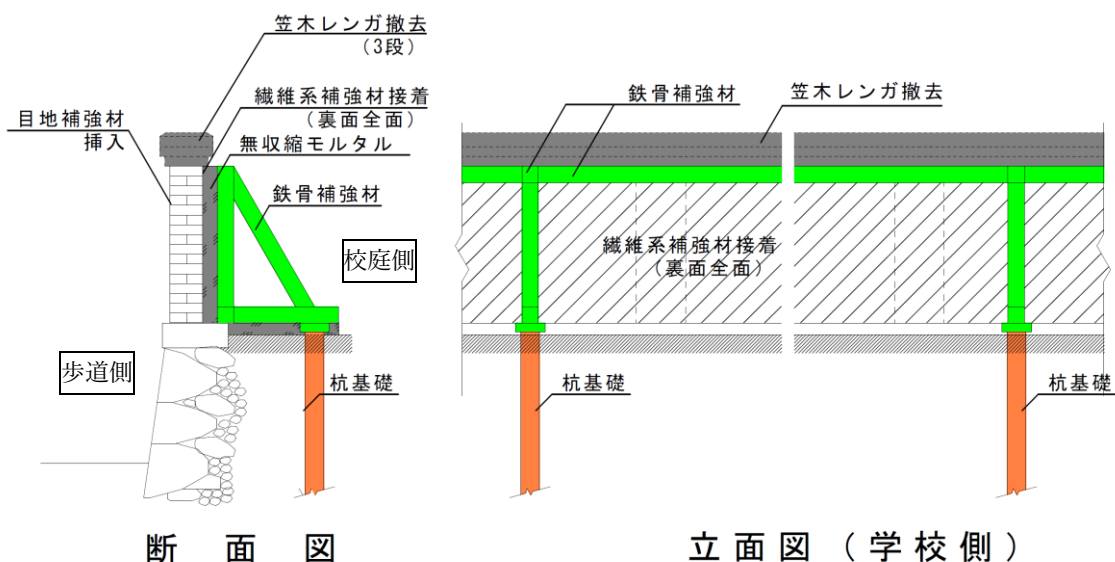 笠木レンガ撤去
(3段)
繊維系補強材接着
(裏面全面)
目地補強材
挿入
無収縮モルタル
鉄骨補強材
校庭側
歩道側
杭基礎
断面図
鉄骨補強材
笠木レンガ撤去
繊維系補強材接着
(裏面全面)
杭基礎
杭基礎
立面図(学校側)